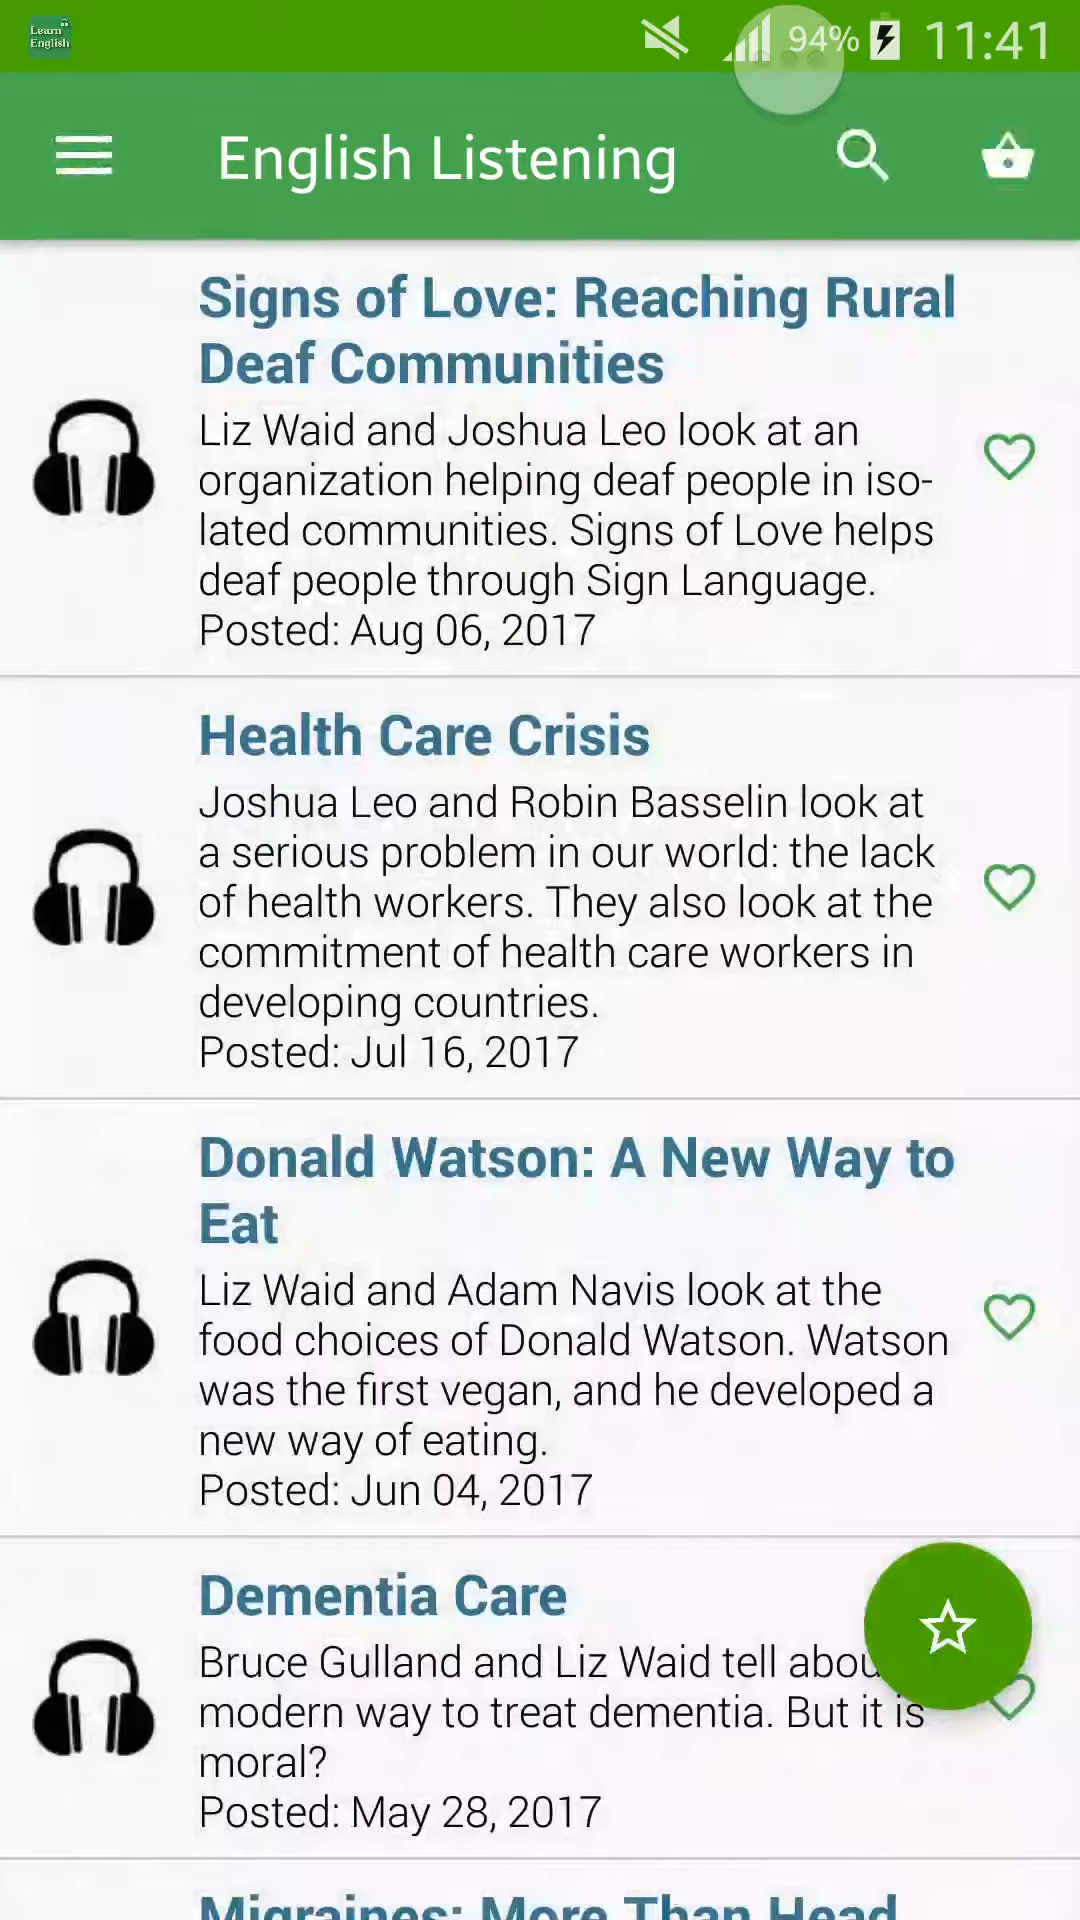 Learn
English
94%
11:41
English Listening
Signs of Love: Reaching Rural
Deaf Communities
Liz Waid and Joshua Leo look at an
organization helping deaf people in iso-
lated communities. Signs of Love helps
deaf people through Sign Language.
Posted: Aug 06, 2017
Health Care Crisis
Joshua Leo and Robin Basselin look at
a serious problem in our world: the lack
of health workers. They also look at the
commitment of health care workers in
developing countries.
Posted: Jul 16, 2017
Donald Watson: A New Way to
Eat
Liz Waid and Adam Navis look at the
food choices of Donald Watson. Watson
was the first vegan, and he developed a
new way of eating.
Posted: Jun 04, 2017
Dementia Care
Bruce Gulland and Liz Waid tell abou
modern way to treat dementia. But it is
moral?
Posted: May 28, 2017
Migraines: More Than Head